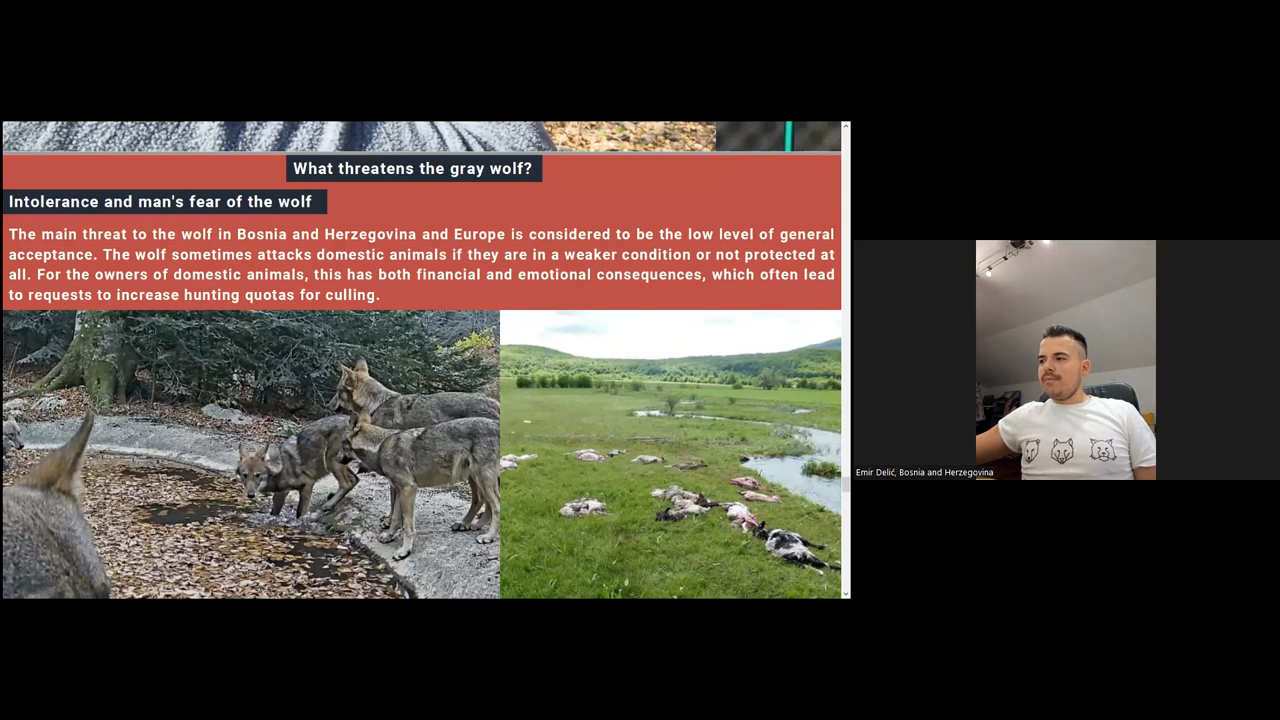 What threatens the gray wolf?
Intolerance and man's fear of the wolf
The main threat to the wolf in Bosnia and Herzegovina and Europe is considered to be the low level of general
acceptance. The wolf sometimes attacks domestic animals if they are in a weaker condition or not protected at
all. For the owners of domestic animals, this has both financial and emotional consequences, which often lead
to requests to increase hunting quotas for culling.
Emir Delić, Bosnia and Herzegovina